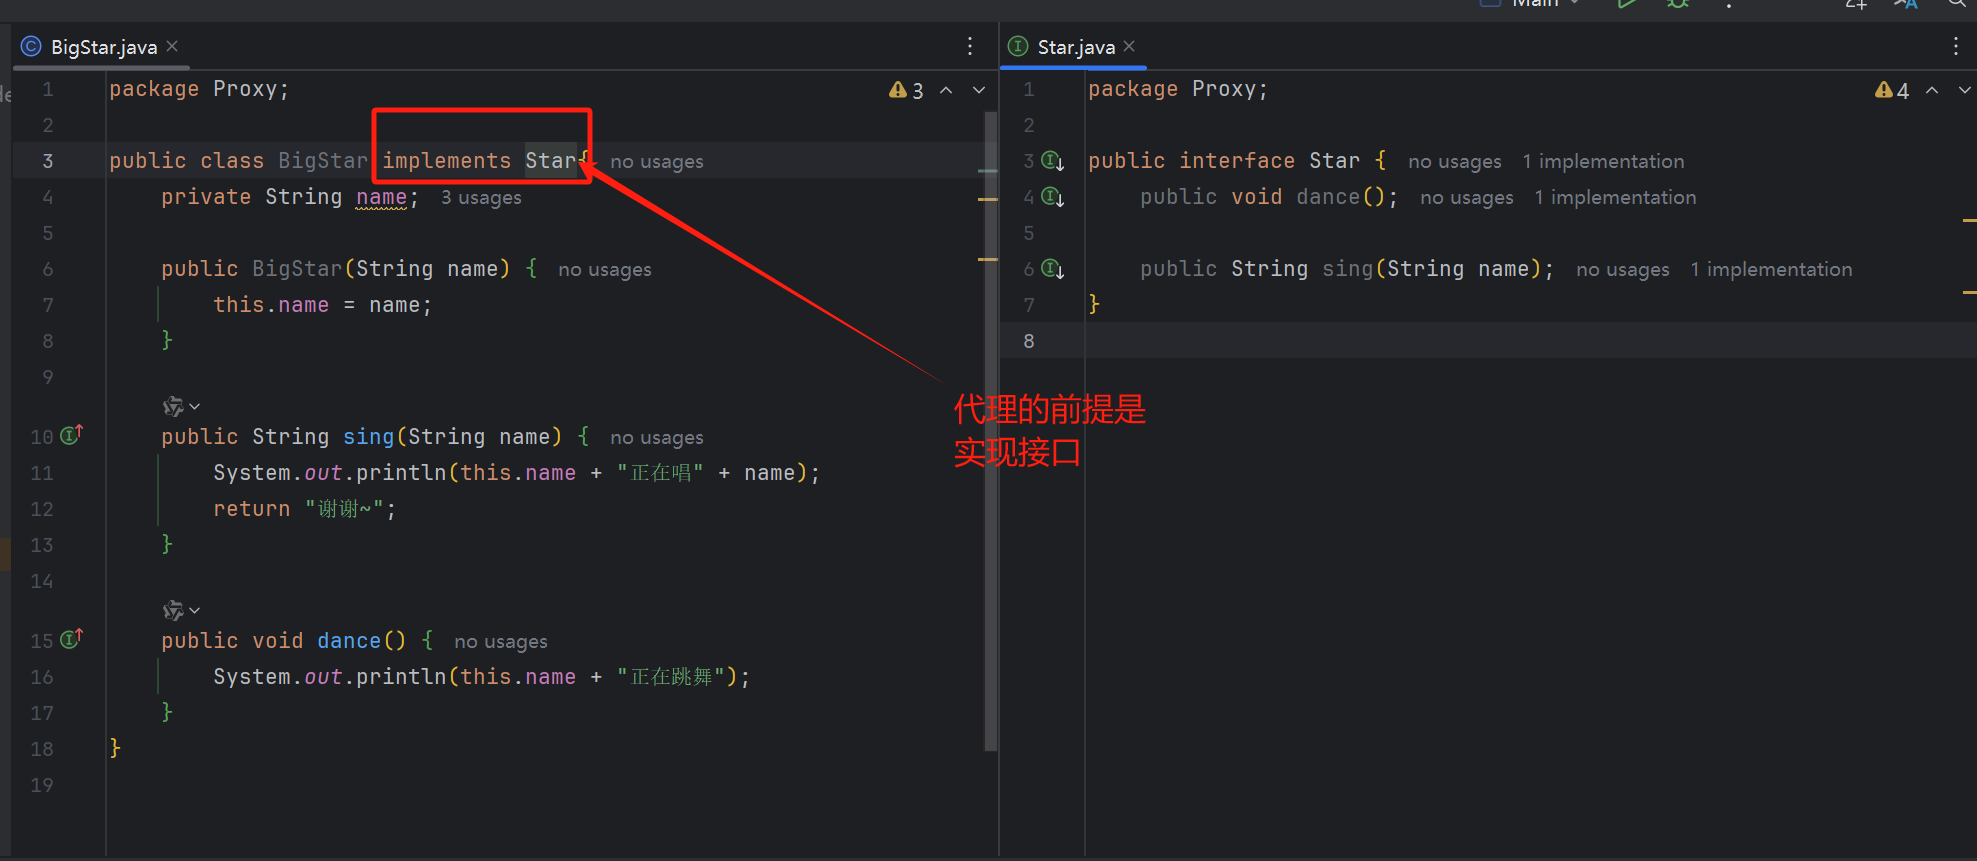 Main
BigStar.java
1 package Proxy;
3
2
3 public class BigStar implements Star{ no usages
4 private String name; 3 usages
5
6 public BigStar(String name) { no usages
7 this.name = name;
8 }
9
10 public String sing(String name) { no usages
11 System.out.println(this.name + "正在唱" + name);
12 return "谢谢~";
13 }
14
15 public void dance() { no usages
16 System.out.println(this.name + "正在跳舞");
17 }
18 }
19
Star.java
1 package Proxy;
4
2
3 public interface Star { no usages 1 implementation
4 public void dance(); no usages 1 implementation
5
6 public String sing(String name); no usages 1 implementation
7 }
8
代理的前提是
实现接口